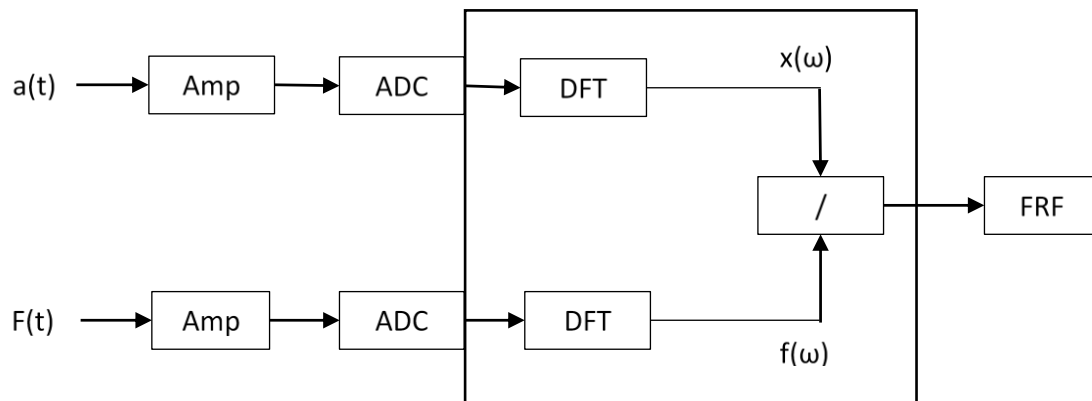 x(ω)
a(t)
Amp
ADC
DFT
/
FRF
F(t)
Amp
ADC
DFT
f(ω)